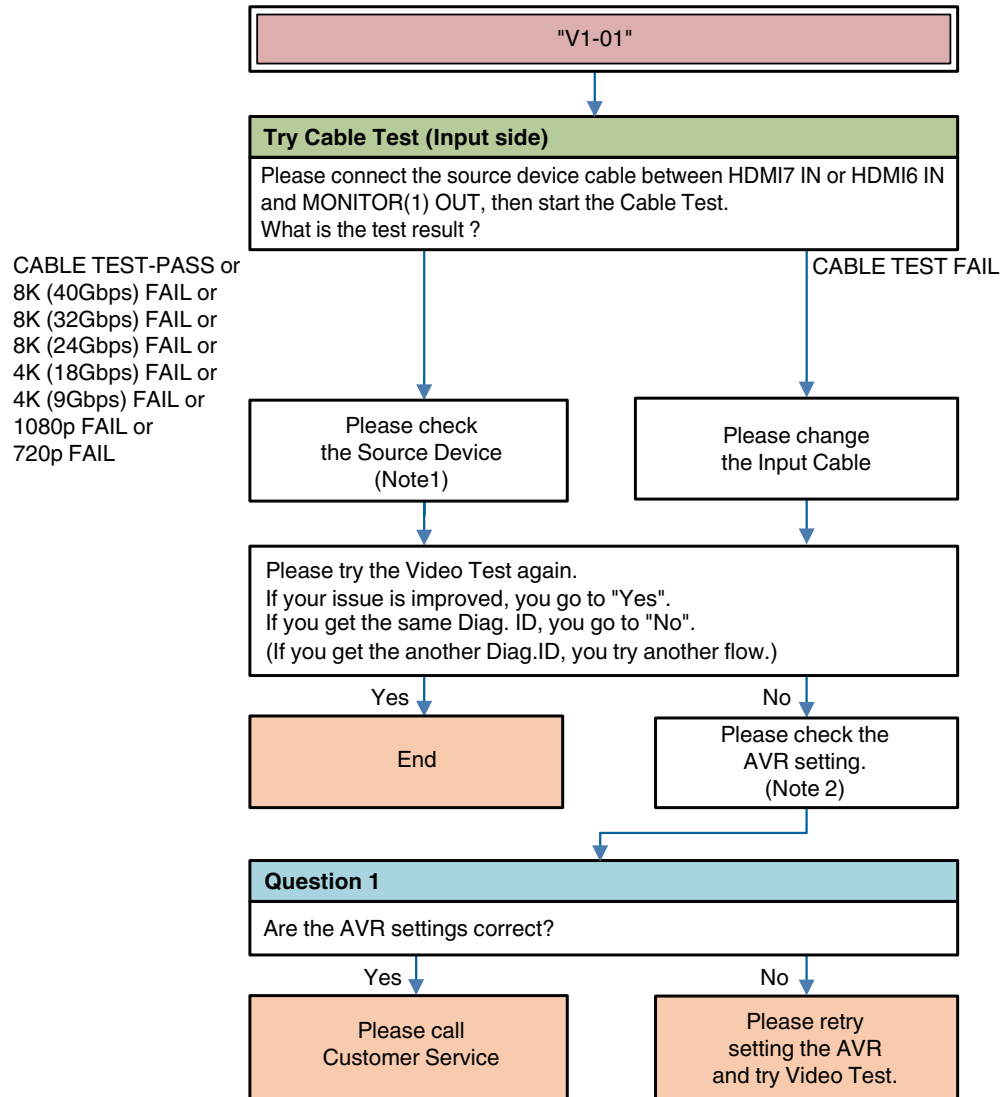 "V1-01"
Try Cable Test (Input side)
Please connect the source device cable between HDMI7 IN or HDMI6 IN
and MONITOR(1) OUT, then start the Cable Test.
What is the test result ?
CABLE TEST-PASS or
8K (40Gbps) FAIL or
8K (32Gbps) FAIL or
8K (24Gbps) FAIL or
4K (18Gbps) FAIL or
4K (9Gbps) FAIL or
1080p FAIL or
720p FAIL
CABLE TEST FAIL
Please check
the Source Device
(Note1)
Please change
the Input Cable
Please try the Video Test again.
If your issue is improved, you go to "Yes".
If you get the same Diag. ID, you go to "No".
(If you get the another Diag.ID, you try another flow.)
Yes
No
End
Please check the
AVR setting.
(Note 2)
Question 1
Are the AVR settings correct?
Yes
No
Please call
Customer Service
Please retry
setting the AVR
and try Video Test.